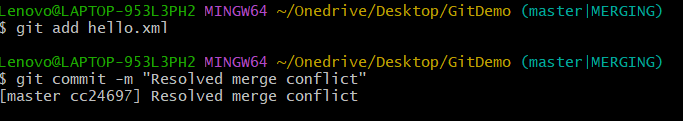 Lenovo@LAPTOP-953L3PH2 MINGW64 ~/Onedrive/Desktop/GitDemo (master|MERGING)
$ git add hello.xml
Lenovo@LAPTOP-953L3PH2 MINGW64 ~/Onedrive/Desktop/GitDemo (master|MERGING)
$ git commit -m "Resolved merge conflict"
[master cc24697] Resolved merge conflict